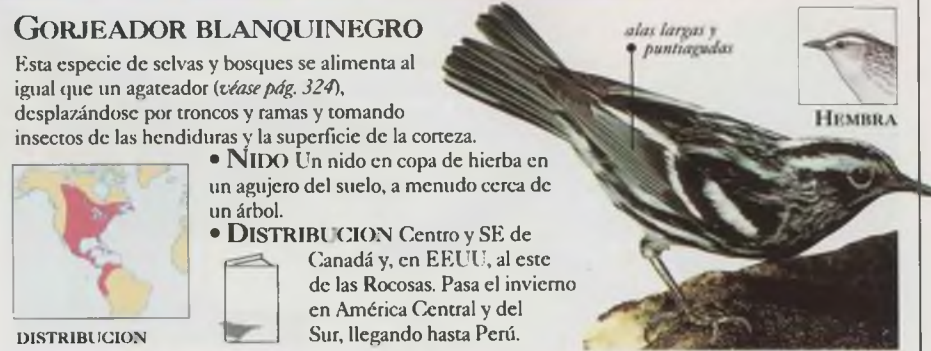 GORJEADOR BLANQUINEGRO
Esta especie de selvas y bosques se alimenta al
igual que un agateador (véase pág. 324),
desplazándose por troncos y ramas y tomando
insectos de las hendiduras y la superficie de la corteza.
• NIDO Un nido en copa de hierba en
un agujero del suelo, a menudo cerca de
un árbol.
• DISTRIBUCION Centro y SE de
Canadá y, en EEUU, al este
de las Rocosas. Pasa el invierno
en América Central y del
Sur, llegando hasta Perú.
DISTRIBUCION
alas largas y
puntiagudas
HEMBRA